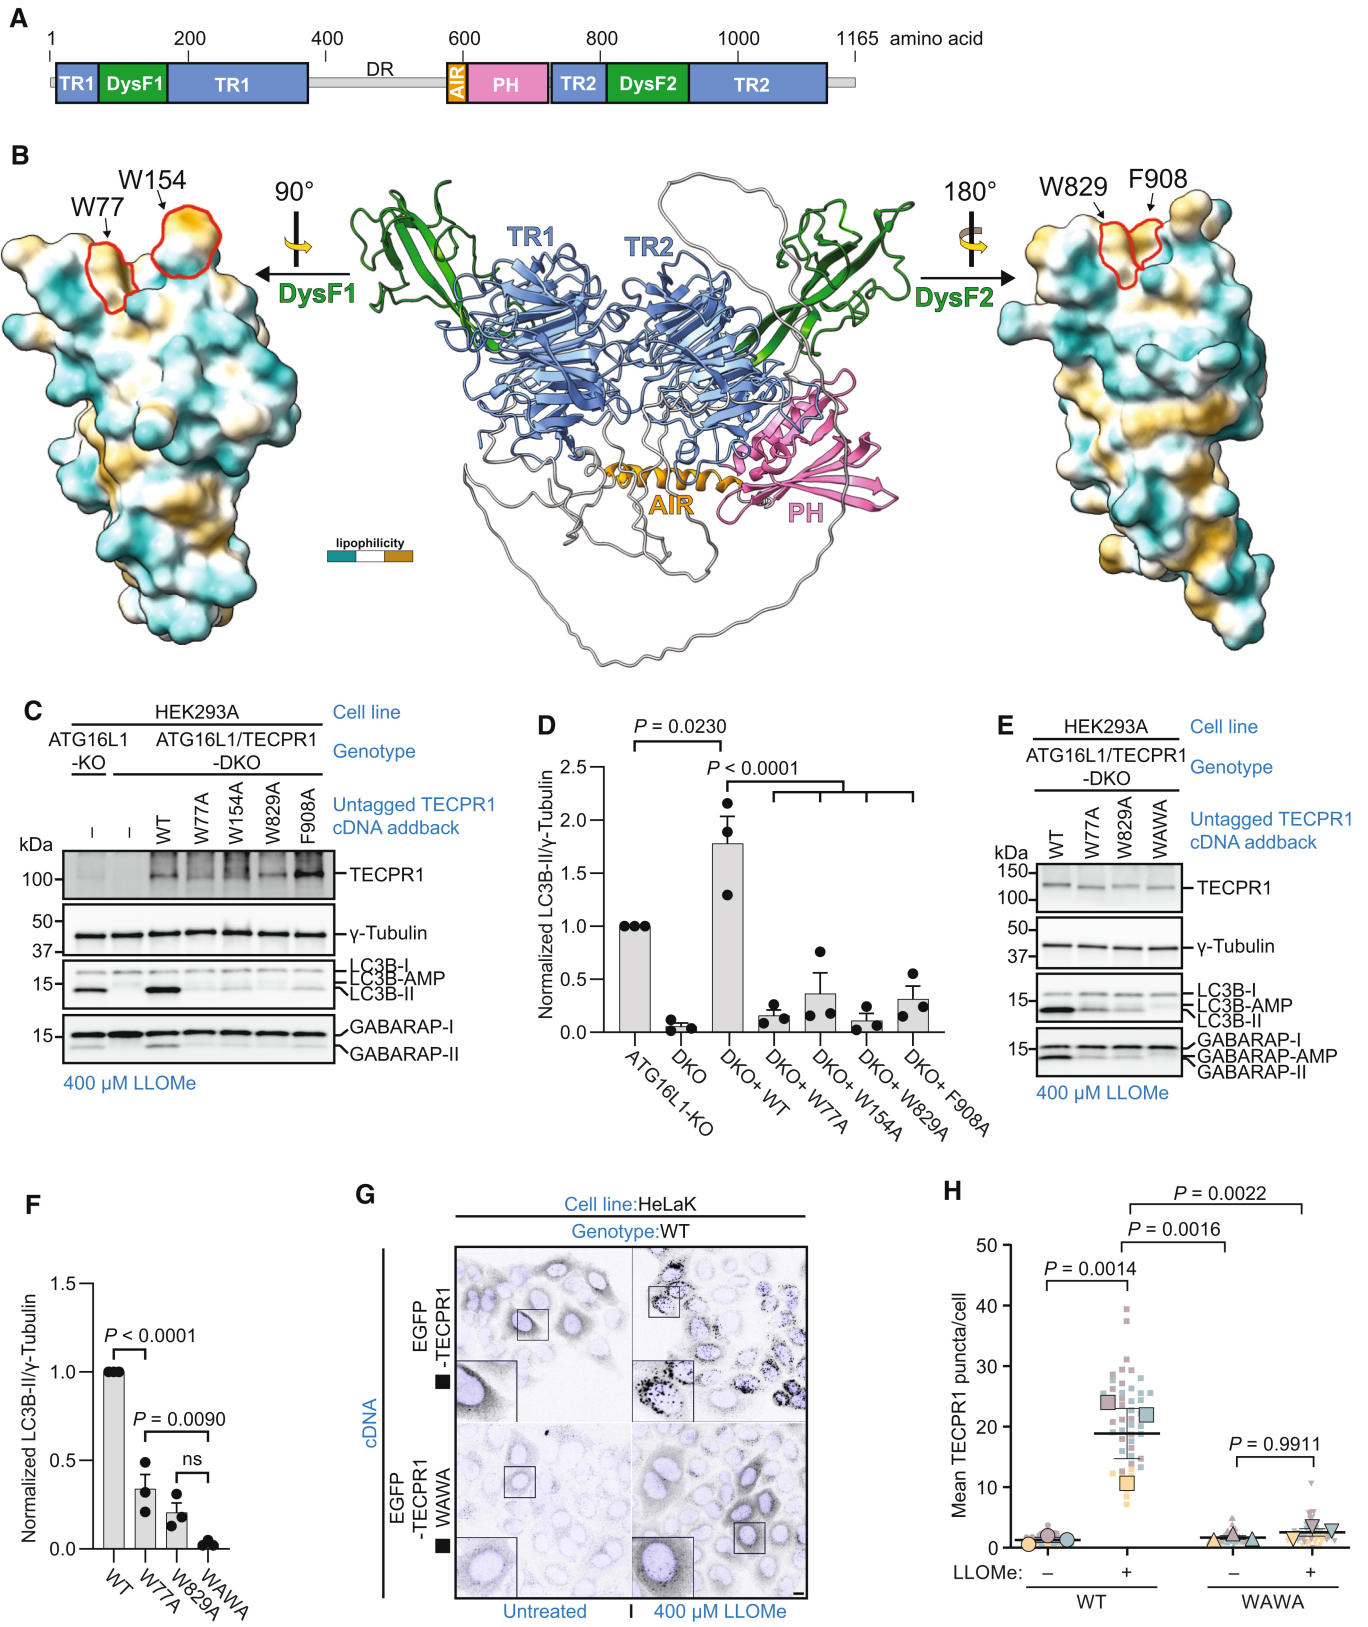 A
1 200 400 600 800 1000 1165 amino acid
TR1 DysF1 TR1 DR AIR PH TR2 DysF2 TR2
B
W154
W77
90°
DysF1
TR1
TR2
AIR
PH
180°
DysF2
W829
F908
lipophilicity
C
HEK293A
Cell line
ATG16L1
-KO
ATG16L1/TECPR1
-DKO
Genotype
–
–
WT
W77A
W154A
W829A
F908A
Untagged TECPR1
cDNA addback
kDa
100
TECPR1
50
37
γ-Tubulin
15
LC3B-I
LC3B-AMP
LC3B-II
15
GABARAP-I
GABARAP-II
400 µM LLOMe
D
P = 0.0230
P < 0.0001
Normalized LC3B-II/γ-Tubulin
2.5
2.0
1.5
1.0
0.5
0.0
ATG16L1-KO
DKO
DKO+ WT
DKO+ W77A
DKO+ W154A
DKO+ W829A
DKO+ F908A
E
HEK293A
Cell line
ATG16L1/TECPR1
-DKO
Genotype
WT
W77A
W829A
WAWA
Untagged TECPR1
cDNA addback
kDa
150
100
TECPR1
50
37
γ-Tubulin
15
LC3B-I
LC3B-AMP
LC3B-II
15
GABARAP-I
GABARAP-AMP
GABARAP-II
400 µM LLOMe
F
Normalized LC3B-II/γ-Tubulin
1.5
1.0
0.5
0.0
P < 0.0001
P = 0.0090
ns
WT
W77A
W829A
WAWA
G
Cell line:HeLaK
Genotype:WT
cDNA
EGFP
-TECPR1
EGFP
-TECPR1
WAWA
Untreated
400 µM LLOMe
H
P = 0.0022
P = 0.0016
P = 0.0014
P = 0.9911
Mean TECPR1 puncta/cell
50
40
30
20
10
0
LLOMe: – + – +
WT WAWA